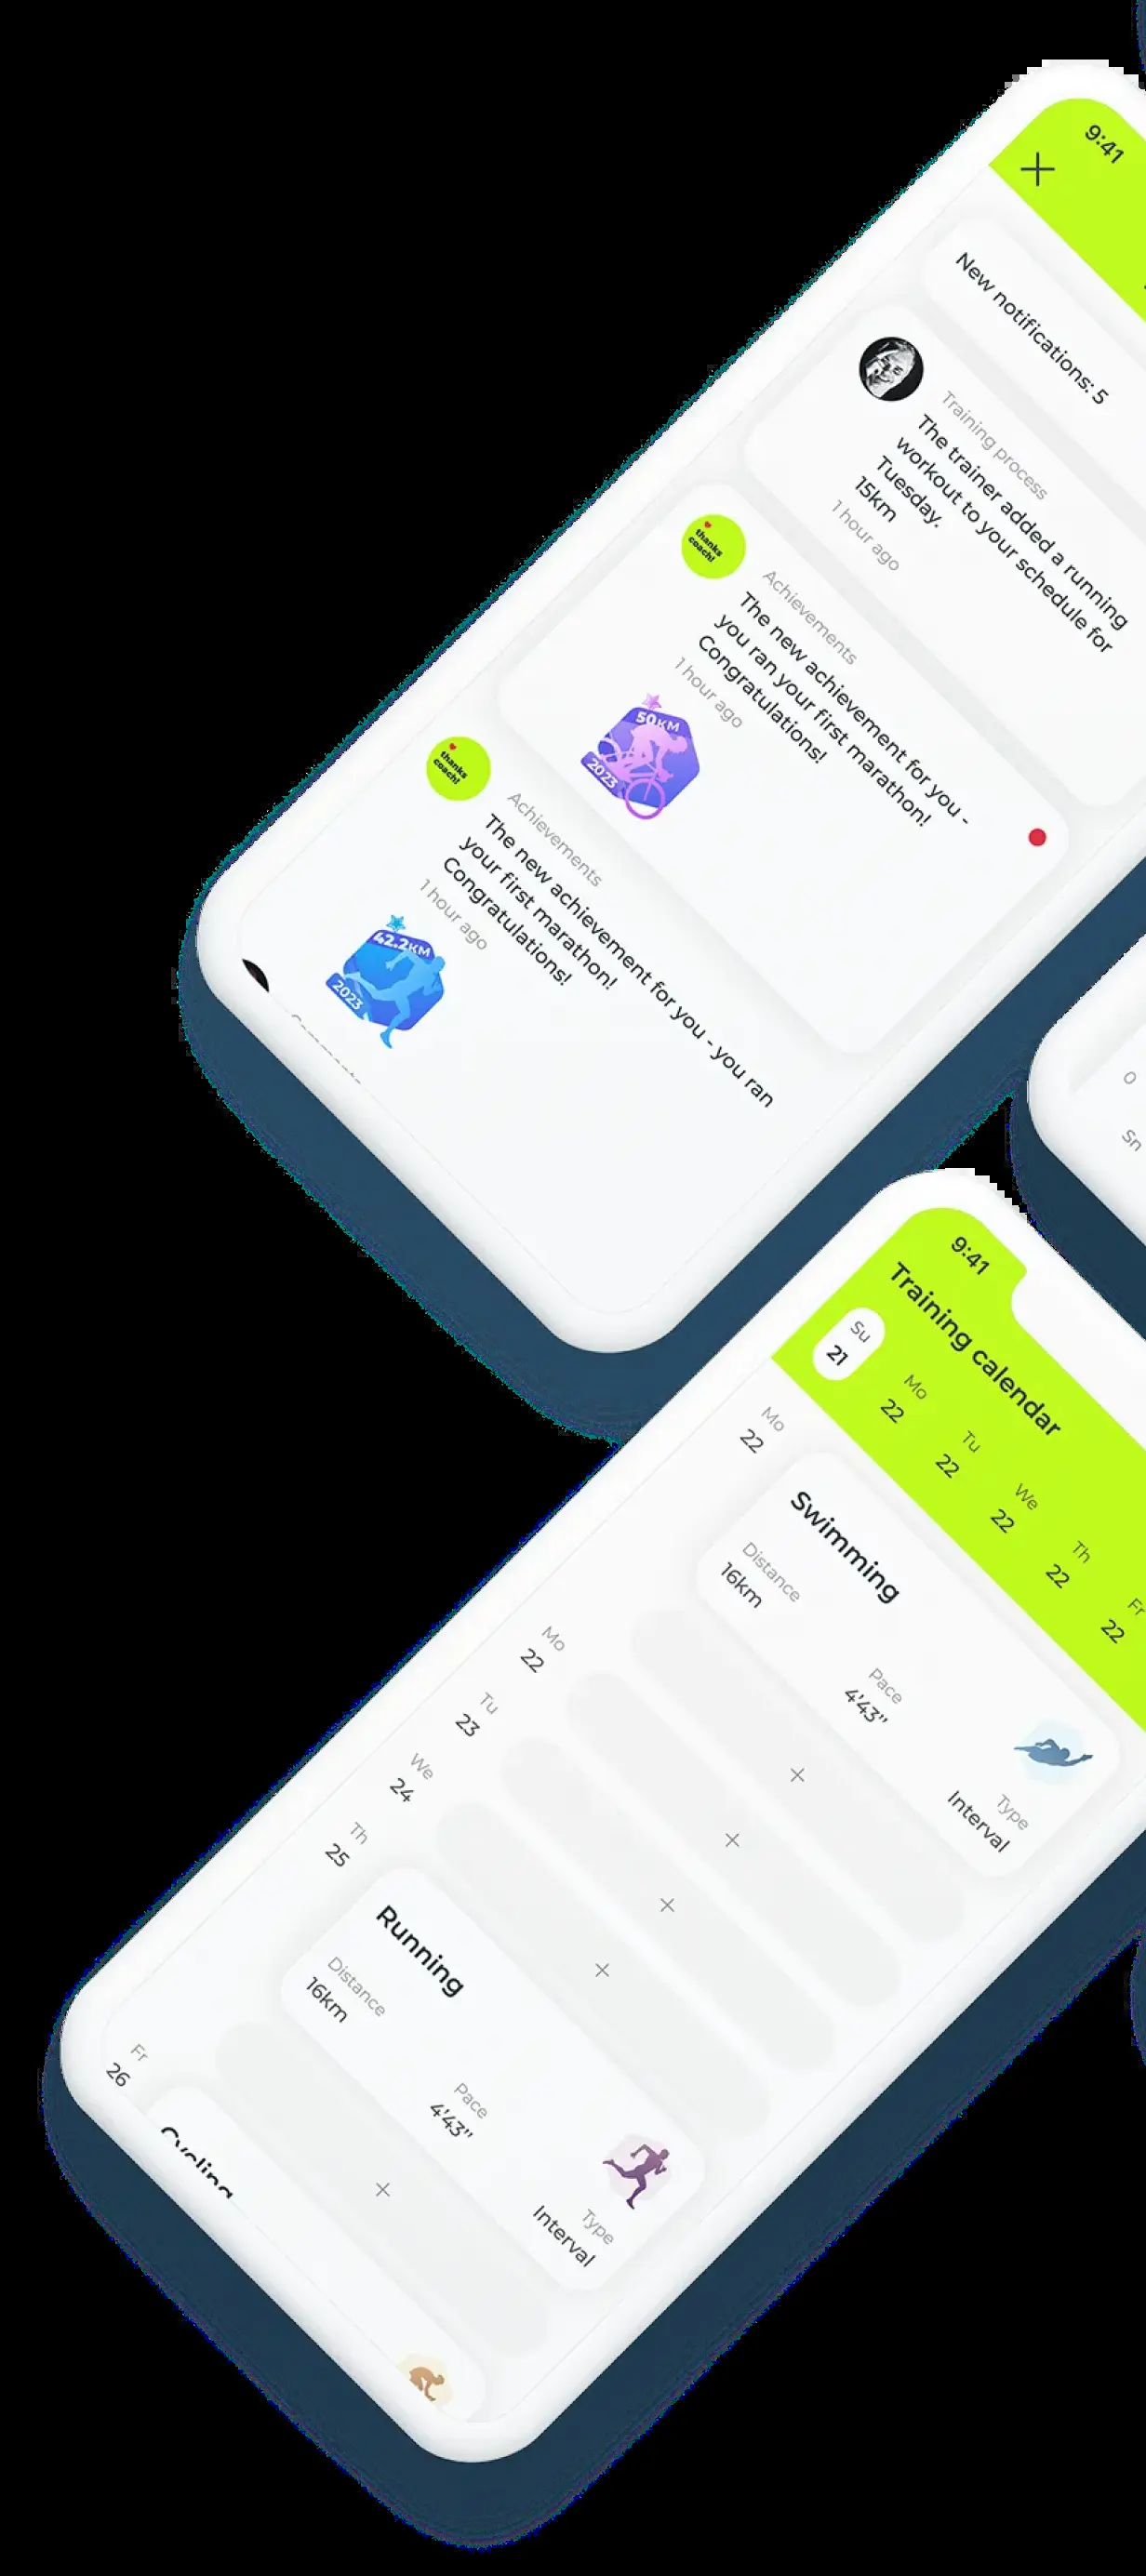 9:41
New notifications: 5
Training process
The trainer added a running
workout to your schedule for
Tuesday.
15km
1 hour ago
thanks
coach!
Achievements
The new achievement for you -
you ran your first marathon!
Congratulations!
1 hour ago
50KM
2023
thanks
coach!
Achievements
The new achievement for you - you ran
your first marathon!
Congratulations!
1 hour ago
42.2KM
2023
0
Sn
9:41
Training calendar
Su
21
Mo
22
Tu
22
We
22
Th
22
Fr
22
Mo
22
Swimming
Distance
16km
Pace
4'43''
Type
Interval
Mo
22
Tu
23
We
24
Th
25
Running
Distance
16km
Pace
4'43''
Type
Interval
Fr
26
Cycling